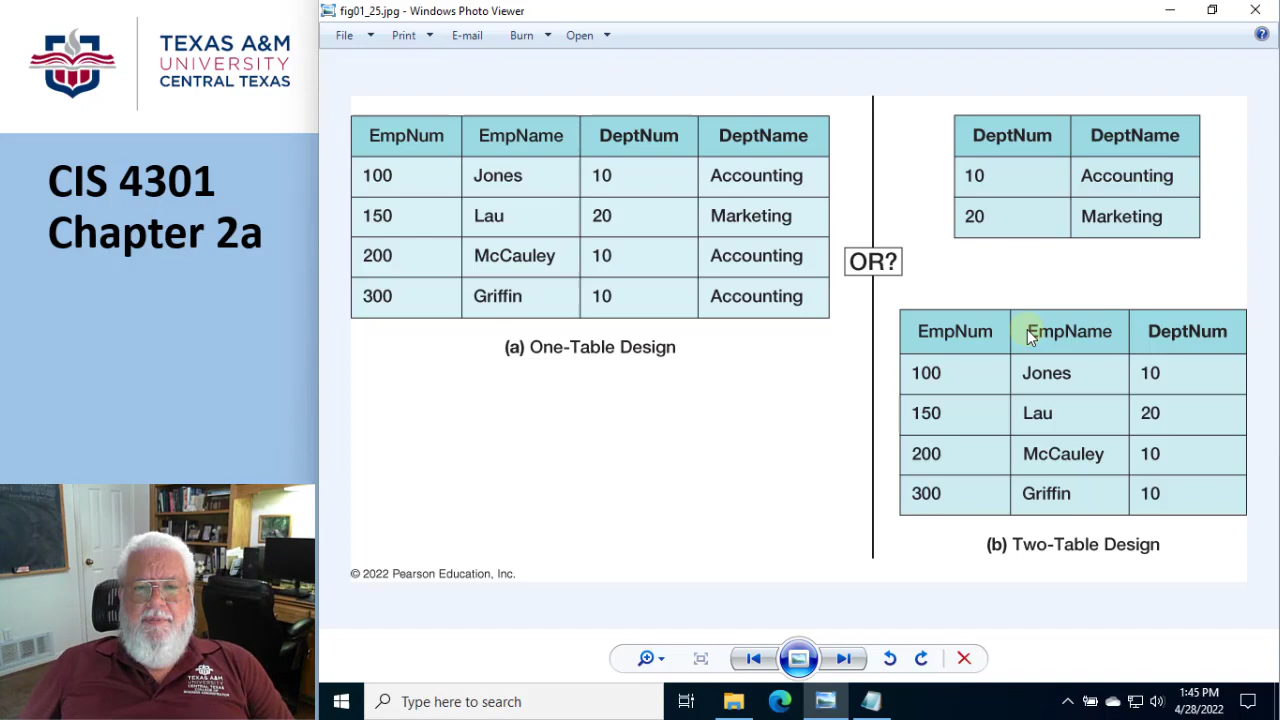 TEXAS A&M
UNIVERSITY
CENTRAL TEXAS
CIS 4301
Chapter 2a
fig01_25.jpg - Windows Photo Viewer
File Print E-mail Burn Open
EmpNum EmpName DeptNum DeptName
100 Jones 10 Accounting
150 Lau 20 Marketing
200 McCauley 10 Accounting
300 Griffin 10 Accounting
(a) One-Table Design
OR?
DeptNum DeptName
10 Accounting
20 Marketing
EmpNum EmpName DeptNum
100 Jones 10
150 Lau 20
200 McCauley 10
300 Griffin 10
(b) Two-Table Design
© 2022 Pearson Education, Inc.
TEXAS A&M
UNIVERSITY
CENTRAL TEXAS
Type here to search
1:45 PM
4/28/2022